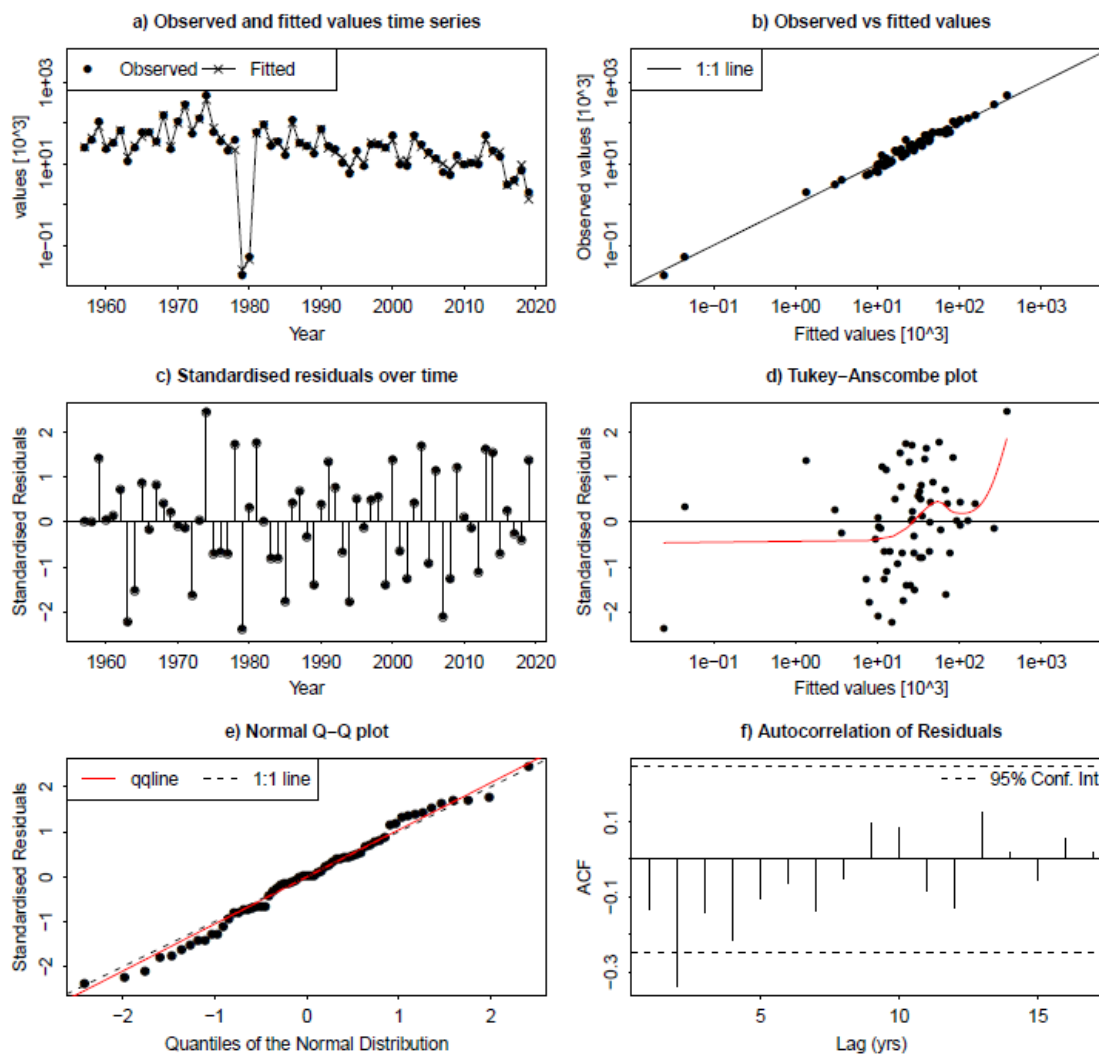 a) Observed and fitted values time series
Observed Fitted
values [10^3]
1e+03
1e+01
1e−01
1960 1970 1980 1990 2000 2010 2020
Year
b) Observed vs fitted values
1:1 line
Observed values [10^3]
1e+03
1e+01
1e−01
1e−01 1e+00 1e+01 1e+02 1e+03
Fitted values [10^3]
c) Standardised residuals over time
Standardised Residuals
2
1
0
−1
−2
1960 1970 1980 1990 2000 2010 2020
Year
d) Tukey−Anscombe plot
Standardised Residuals
2
1
0
−1
−2
1e−01 1e+00 1e+01 1e+02 1e+03
Fitted values [10^3]
e) Normal Q−Q plot
qqline 1:1 line
Standardised Residuals
2
1
0
−1
−2
−2 −1 0 1 2
Quantiles of the Normal Distribution
f) Autocorrelation of Residuals
95% Conf. Int
ACF
0.1
−0.1
−0.3
5 10 15
Lag (yrs)